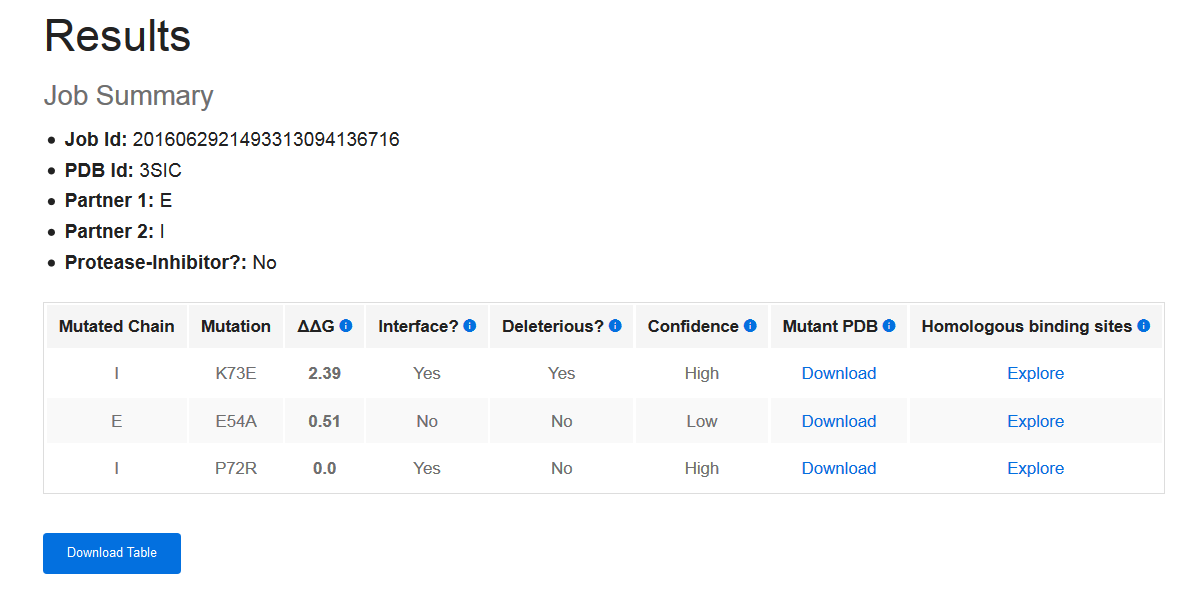 Results
Job Summary
Job Id: 2016062921493313094136716
PDB Id: 3SIC
Partner 1: E
Partner 2: I
Protease-Inhibitor?: No
Mutated Chain Mutation ΔΔG Interface? Deleterious? Confidence Mutant PDB Homologous binding sites
I K73E 2.39 Yes Yes High Download Explore
E E54A 0.51 No No Low Download Explore
I P72R 0.0 Yes No High Download Explore
Download Table